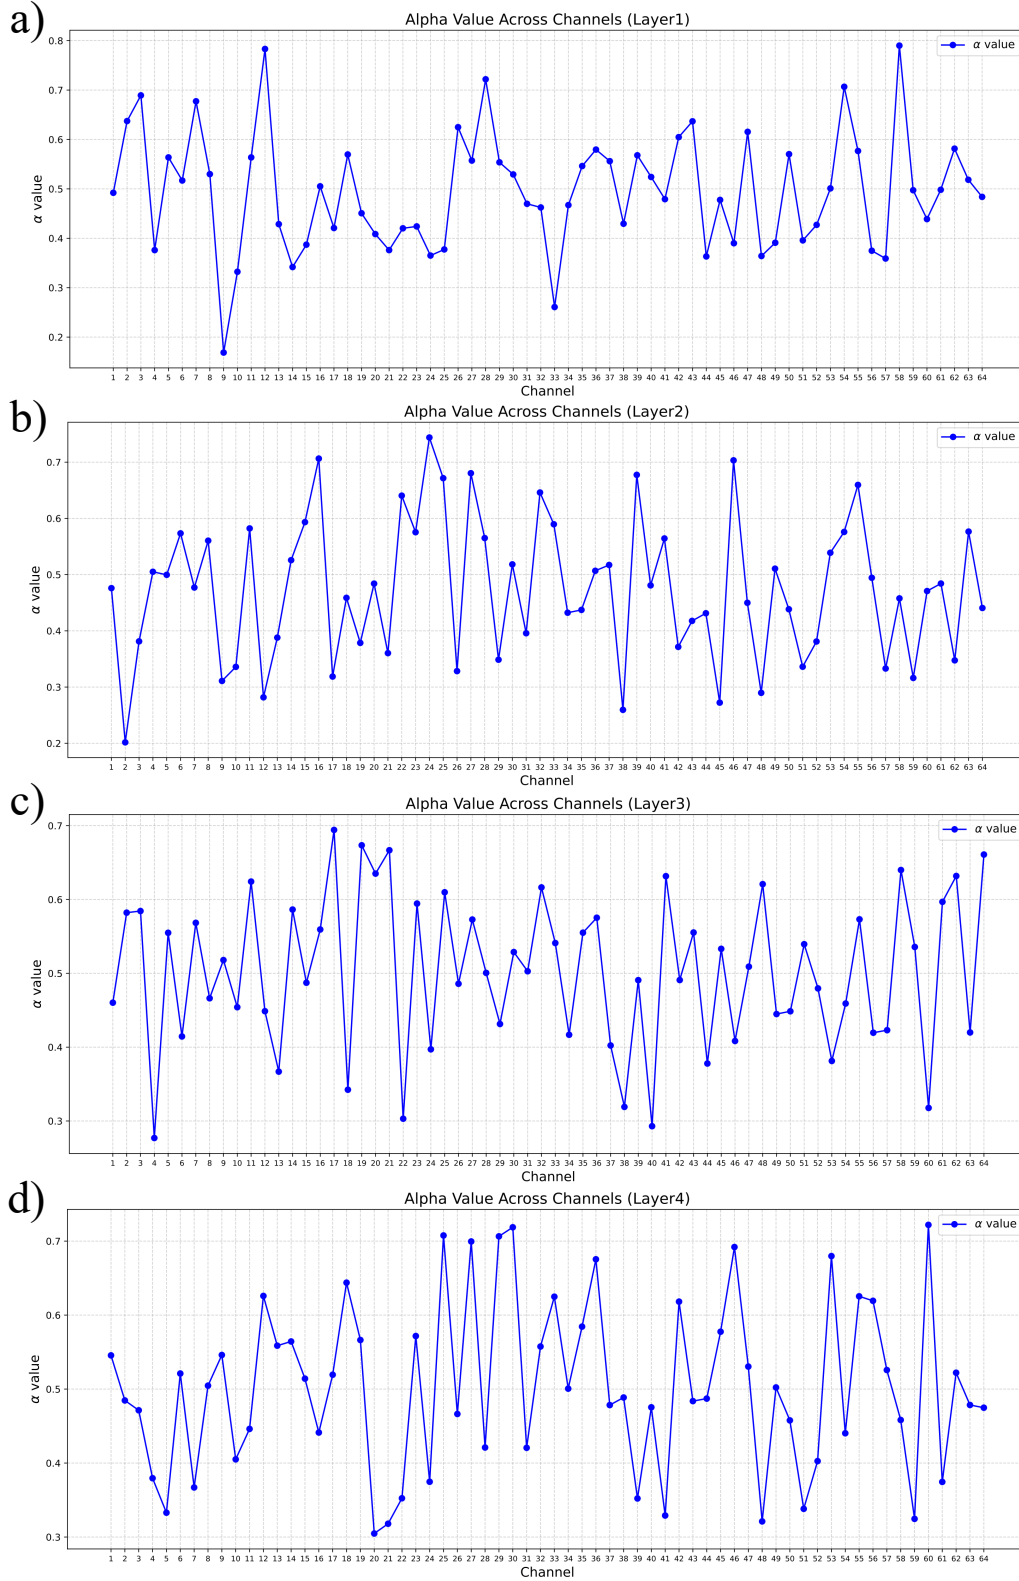 a)
Alpha Value Across Channels (Layer1)
α value
0.8
0.7
0.6
0.5
0.4
0.3
0.2
α value
1 2 3 4 5 6 7 8 9 10 11 12 13 14 15 16 17 18 19 20 21 22 23 24 25 26 27 28 29 30 31 32 33 34 35 36 37 38 39 40 41 42 43 44 45 46 47 48 49 50 51 52 53 54 55 56 57 58 59 60 61 62 63 64
Channel
b)
Alpha Value Across Channels (Layer2)
α value
0.7
0.6
0.5
0.4
0.3
0.2
α value
1 2 3 4 5 6 7 8 9 10 11 12 13 14 15 16 17 18 19 20 21 22 23 24 25 26 27 28 29 30 31 32 33 34 35 36 37 38 39 40 41 42 43 44 45 46 47 48 49 50 51 52 53 54 55 56 57 58 59 60 61 62 63 64
Channel
c)
Alpha Value Across Channels (Layer3)
α value
0.7
0.6
0.5
0.4
0.3
α value
1 2 3 4 5 6 7 8 9 10 11 12 13 14 15 16 17 18 19 20 21 22 23 24 25 26 27 28 29 30 31 32 33 34 35 36 37 38 39 40 41 42 43 44 45 46 47 48 49 50 51 52 53 54 55 56 57 58 59 60 61 62 63 64
Channel
d)
Alpha Value Across Channels (Layer4)
α value
0.7
0.6
0.5
0.4
0.3
α value
1 2 3 4 5 6 7 8 9 10 11 12 13 14 15 16 17 18 19 20 21 22 23 24 25 26 27 28 29 30 31 32 33 34 35 36 37 38 39 40 41 42 43 44 45 46 47 48 49 50 51 52 53 54 55 56 57 58 59 60 61 62 63 64
Channel